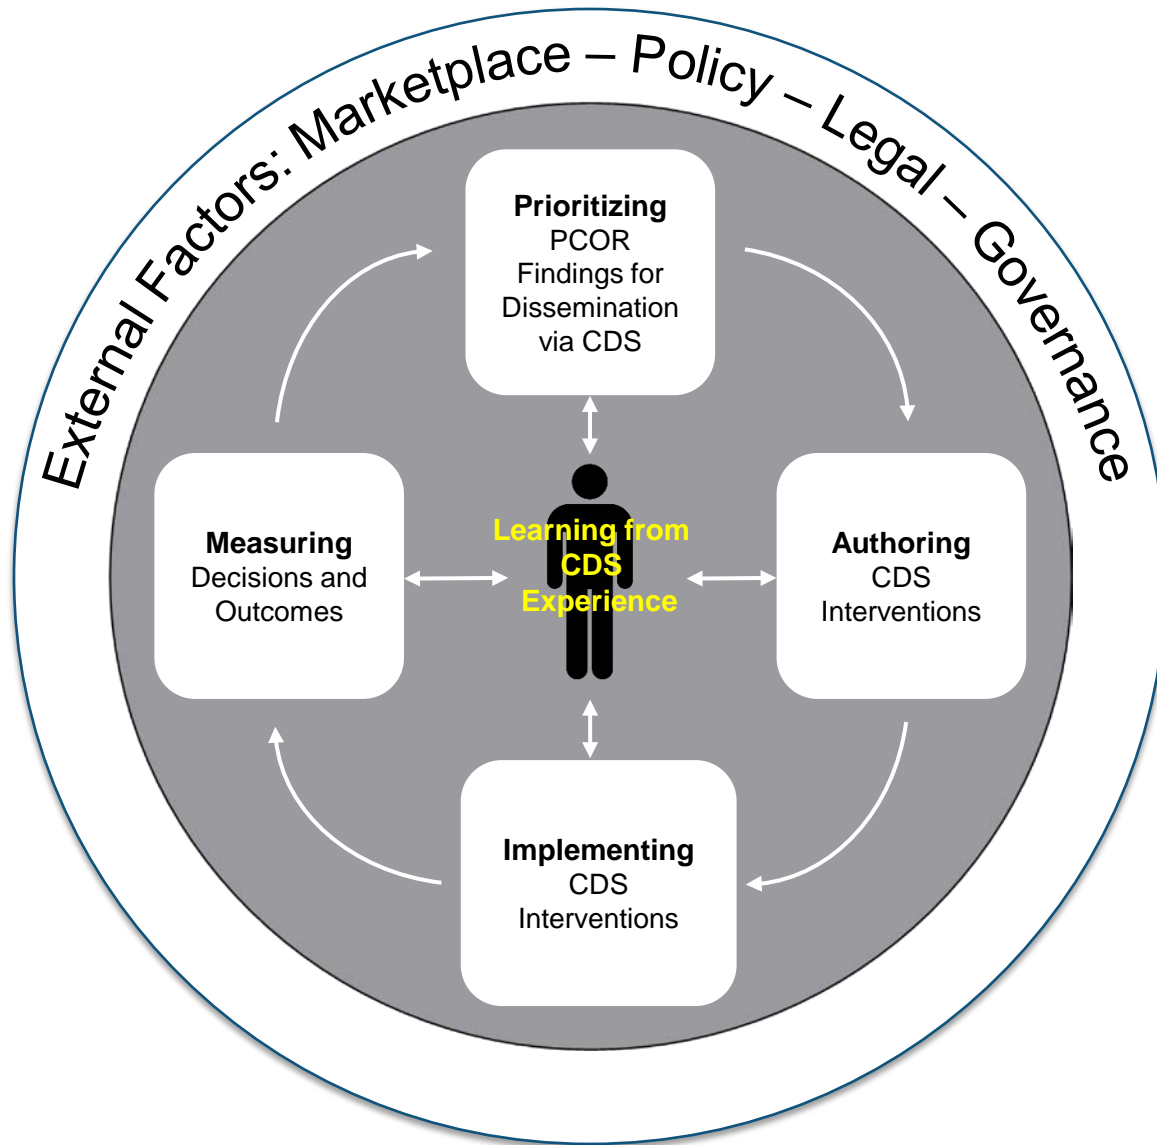 External Factors: Marketplace – Policy – Legal – Governance
Prioritizing
PCOR
Findings for
Dissemination
via CDS
Measuring
Decisions and
Outcomes
Learning from
CDS
Experience
Authoring
CDS
Interventions
Implementing
CDS
Interventions